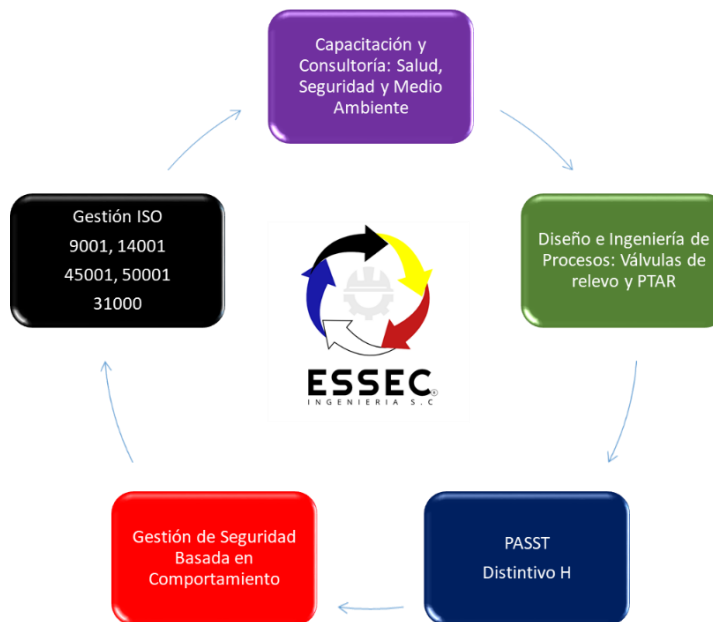 Capacitación y
Consultoría: Salud,
Seguridad y Medio
Ambiente
Gestión ISO
9001, 14001
45001, 50001
31000
Diseño e Ingeniería de
Procesos: Válvulas de
relevo y PTAR
ESSEC®
INGENIERIA S.C
Gestión de Seguridad
Basada en
Comportamiento
PASST
Distintivo H